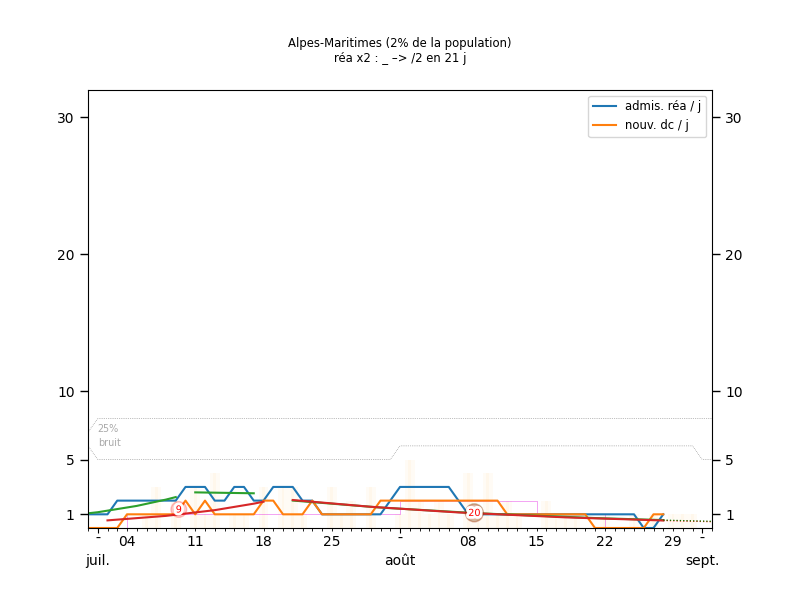 Alpes-Maritimes (2% de la population)
réa x2 : _ –> /2 en 21 j
admis. réa / j
nouv. dc / j
30 30
20 20
10 10
25%
bruit
5 5
9 -20
1 1
- 04 11 18 25 - 08 15 22 29 -
juil. août sept.